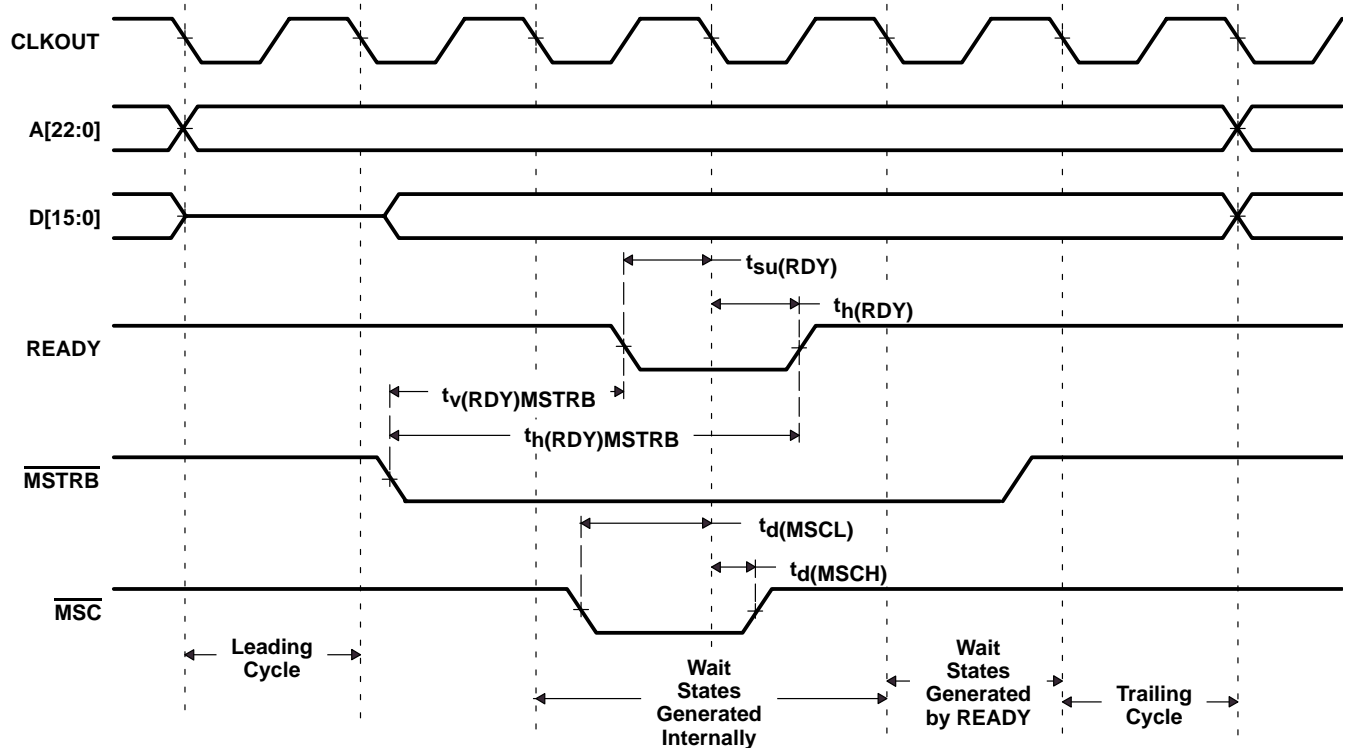 CLKOUT
A[22:0]
D[15:0]
tsu(RDY)
th(RDY)
READY
tv(RDY)MSTRB
th(RDY)MSTRB
MSTRB
td(MSCL)
td(MSCH)
MSC
Leading
Cycle
Wait
States
Generated
Internally
Wait
States
Generated
by READY
Trailing
Cycle